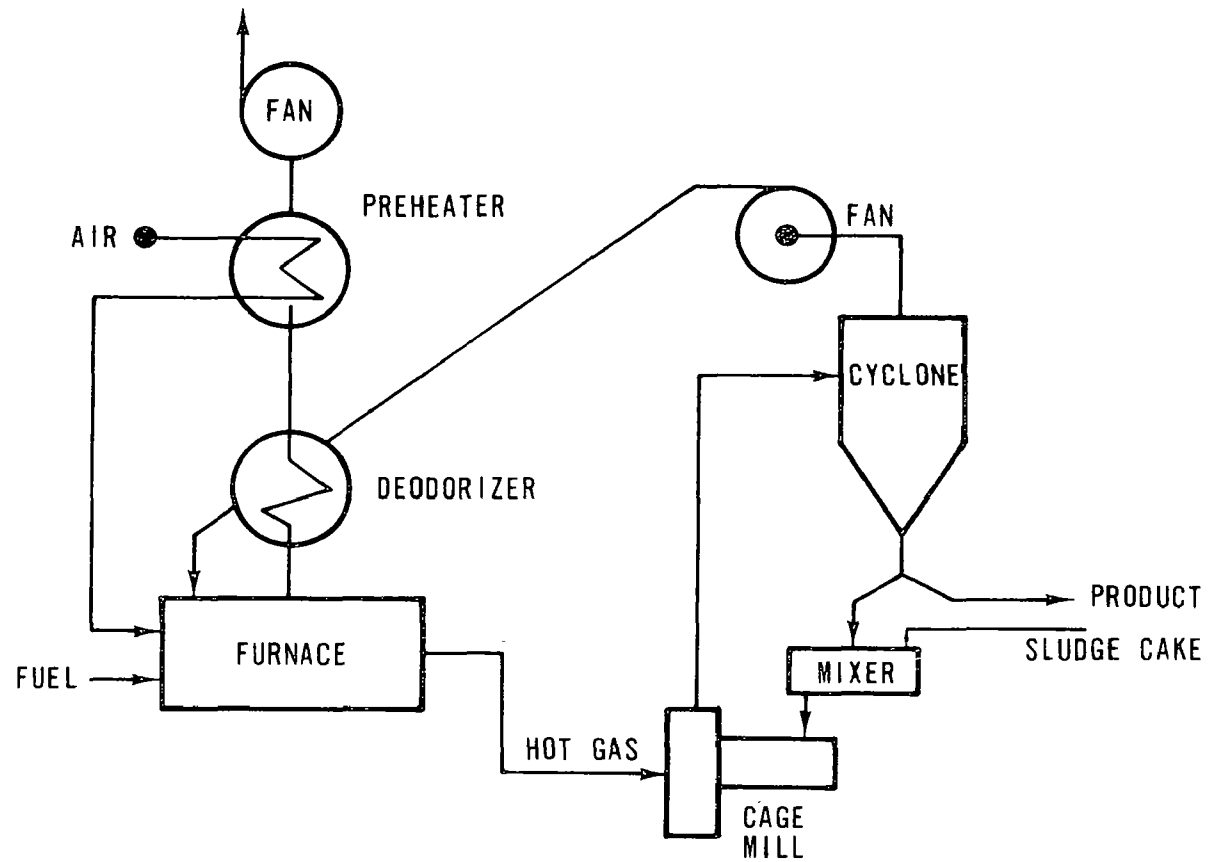 FAN
PREHEATER
AIR
FAN
CYCLONE
DEODORIZER
PRODUCT
SLUDGE CAKE
MIXER
FURNACE
FUEL
HOT GAS
CAGE
MILL